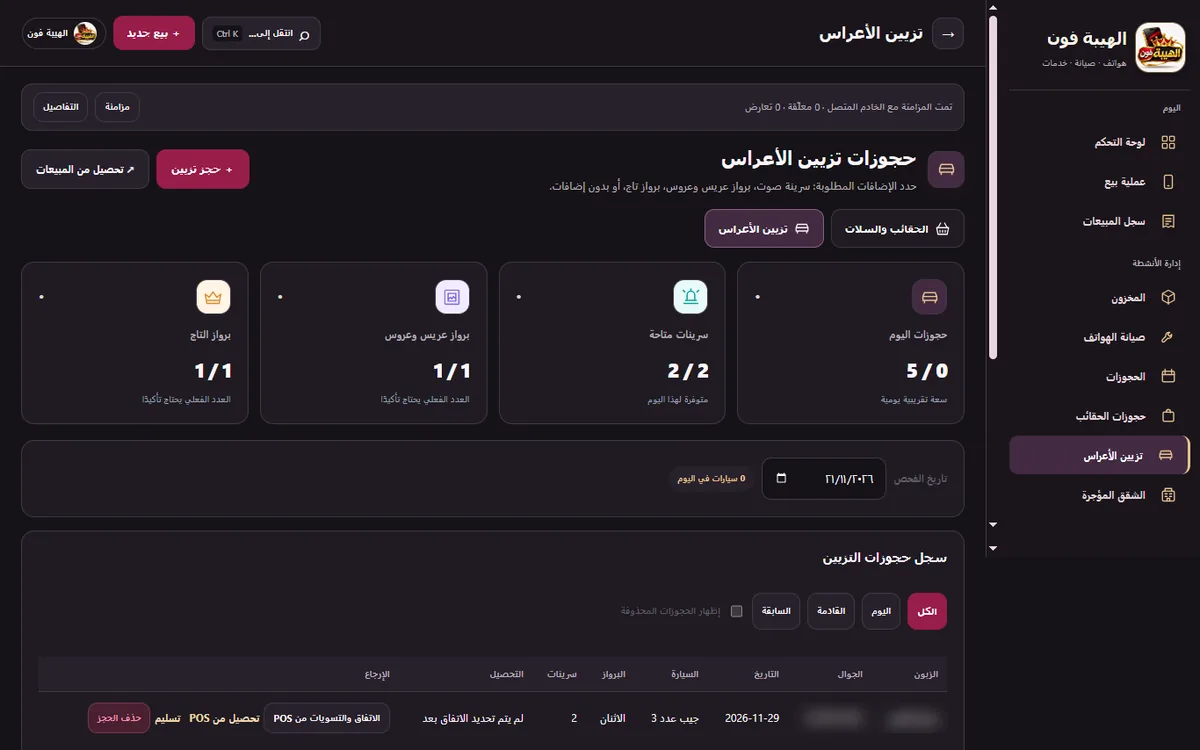 الهيبة فون
هواتف · صيانة · خدمات
اليوم
لوحة التحكم
عملية بيع
سجل المبيعات
إدارة الأنشطة
المخزون
صيانة الهواتف
الحجوزات
حجوزات الحقائب
تزيين الأعراس
الشقق المؤجرة
→
تزيين الأعراس
انتقل إلى... Ctrl K
+ بيع جديد
الهيبة فون
تمت المزامنة مع الخادم المتصل · 0 معلّقة · 0 تعارض
مزامنة
التفاصيل
حجوزات تزيين الأعراس
حدد الإضافات المطلوبة: سرينة صوت، برواز عريس وعروس، برواز تاج، أو بدون إضافات.
+ حجز تزيين
↗ تحصيل من المبيعات
الحقائب والسلات
تزيين الأعراس
حجوزات اليوم
5 / 0
سعة تقريبية يومية
سرينات متاحة
2 / 2
متوفرة لهذا اليوم
برواز عريس وعروس
1 / 1
العدد الفعلي يحتاج تأكيدًا
برواز التاج
1 / 1
العدد الفعلي يحتاج تأكيدًا
تاريخ الفحص
٢١/١١/٢٠٢٦
0 سيارات في اليوم
سجل حجوزات التزيين
الكل
اليوم
القادمة
السابقة
إظهار الحجوزات المحذوفة
الزبون الجوال التاريخ السيارة البرواز سرينات التحصيل الإرجاع
2026-11-29 جيب عدد 3 الاثنان 2 لم يتم تحديد الاتفاق بعد الاتفاق والتسويات من POS تحصيل من POS تسليم حذف الحجز